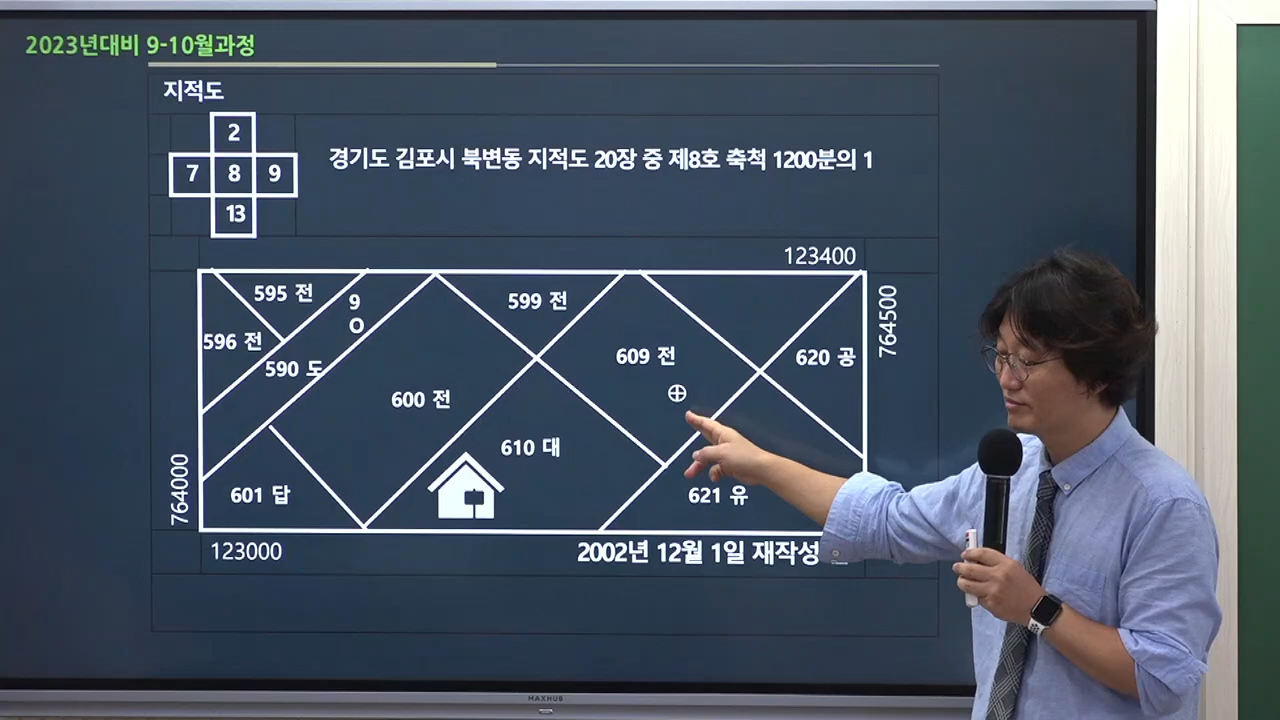 2023년대비 9-10월과정
지적도
2
7 8 9
13
경기도 김포시 북변동 지적도 20장 중 제8호 축척 1200분의 1
123400
764500
595 전
9
599 전
596 전
590 도
609 전
620 공
600 전
610 대
601 답
621 유
764000
123000
2002년 12월 1일 재작성
MAXHUB